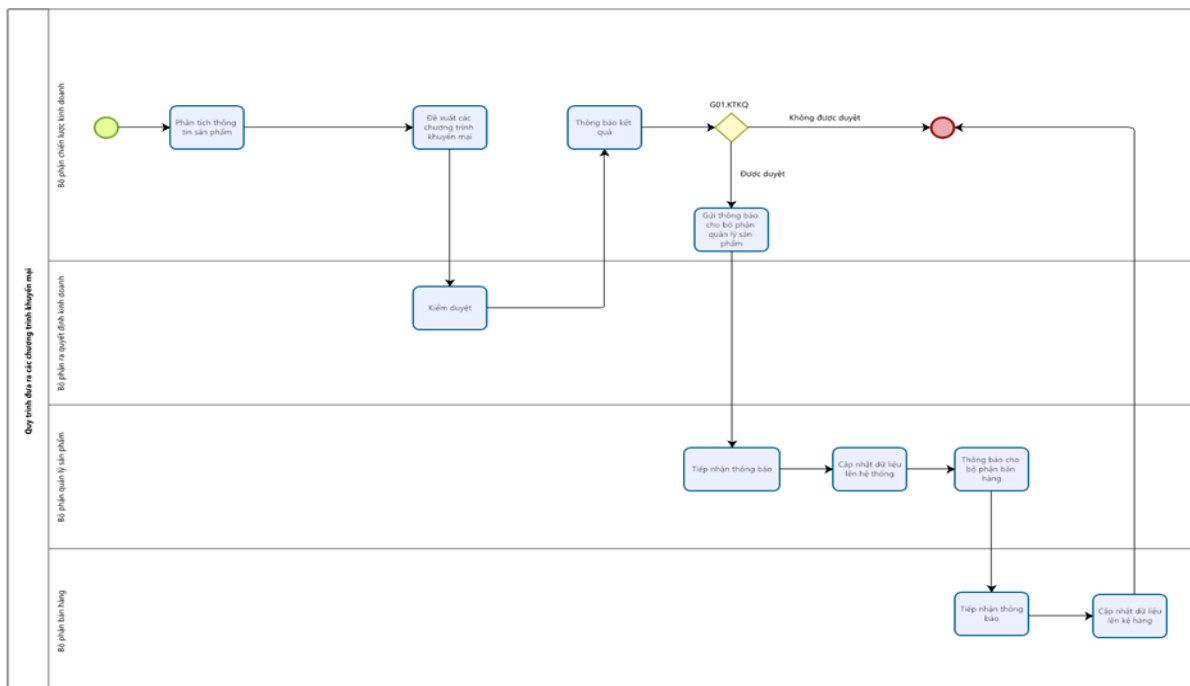 Quy trình đưa ra các chương trình khuyến mại
Bộ phận chiến lược kinh doanh
Phân tích thông
tin sản phẩm
Đề xuất các
chương trình
khuyến mại
Thông báo kết
quả
G01.KTKQ
Không được duyệt
Được duyệt
Gửi thông báo
cho bộ phận
quản lý sản
phẩm
Bộ phận ra quyết định kinh doanh
Kiểm duyệt
Bộ phận quản lý sản phẩm
Tiếp nhận thông báo
Cập nhật dữ liệu
lên hệ thống
Thông báo cho
bộ phận bán
hàng
Bộ phận bán hàng
Tiếp nhận thông
báo
Cập nhật dữ liệu
lên kệ hàng